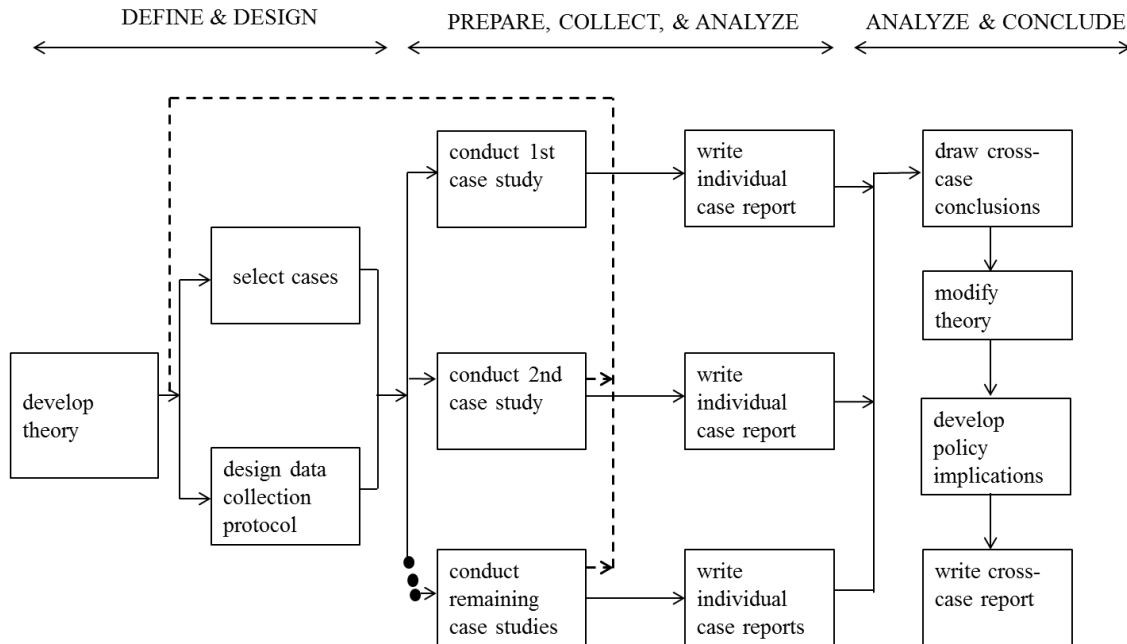 DEFINE & DESIGN
PREPARE, COLLECT, & ANALYZE
ANALYZE & CONCLUDE
develop
theory
select cases
design data
collection
protocol
conduct 1st
case study
conduct 2nd
case study
conduct
remaining
case studies
write
individual
case report
write
individual
case report
write
individual
case reports
draw cross-
case
conclusions
modify
theory
develop
policy
implications
write cross-
case report